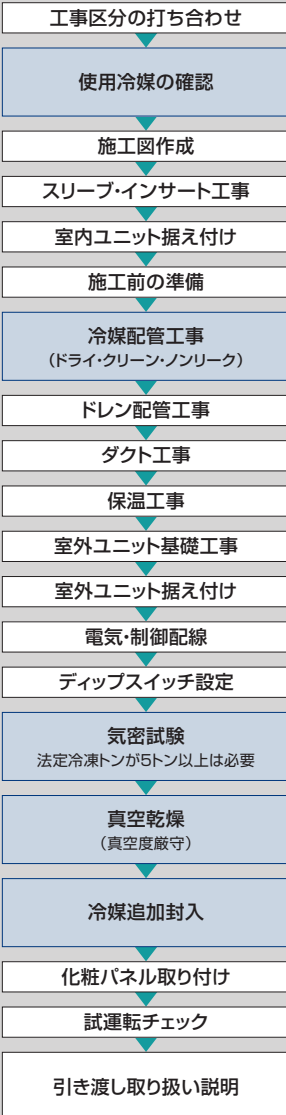 工事区分の打ち合わせ
使用冷媒の確認
施工図作成
スリーブ・インサート工事
室内ユニット据え付け
施工前の準備
冷媒配管工事
（ドライ・クリーン・ノンリーク）
ドレン配管工事
ダクト工事
保温工事
室外ユニット基礎工事
室外ユニット据え付け
電気・制御配線
ディップスイッチ設定
気密試験
法定冷凍トンが5トン以上は必要
真空乾燥
（真空度厳守）
冷媒追加封入
化粧パネル取り付け
試運転チェック
引き渡し取り扱い説明